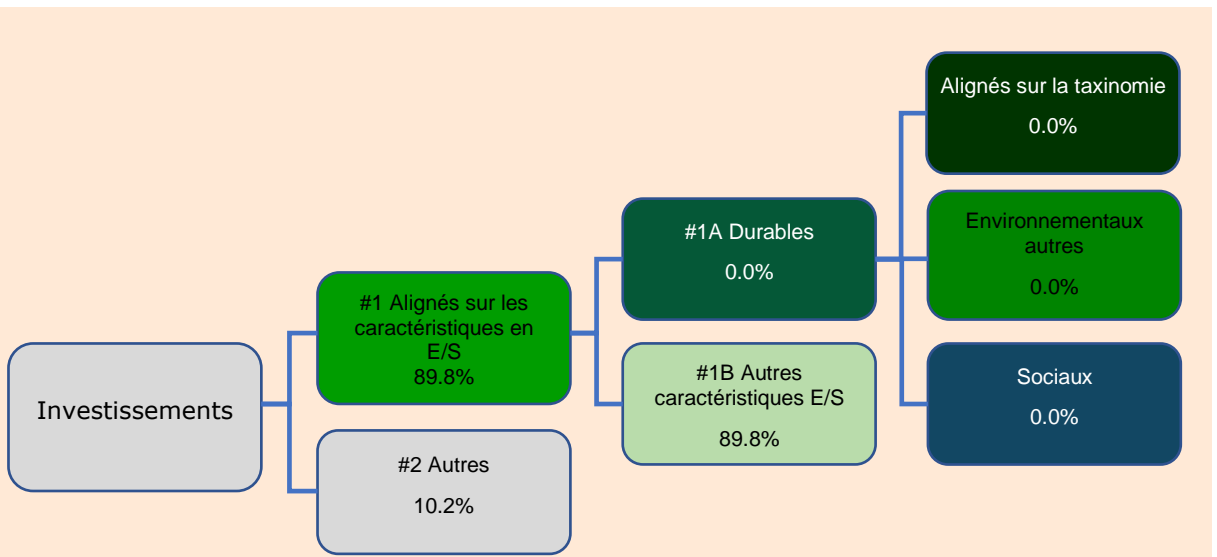 Investissements
#1 Alignés sur les
caractéristiques en
E/S
89.8%
#2 Autres
10.2%
#1A Durables
0.0%
#1B Autres
caractéristiques E/S
89.8%
Alignés sur la taxinomie
0.0%
Environnementaux
autres
0.0%
Sociaux
0.0%